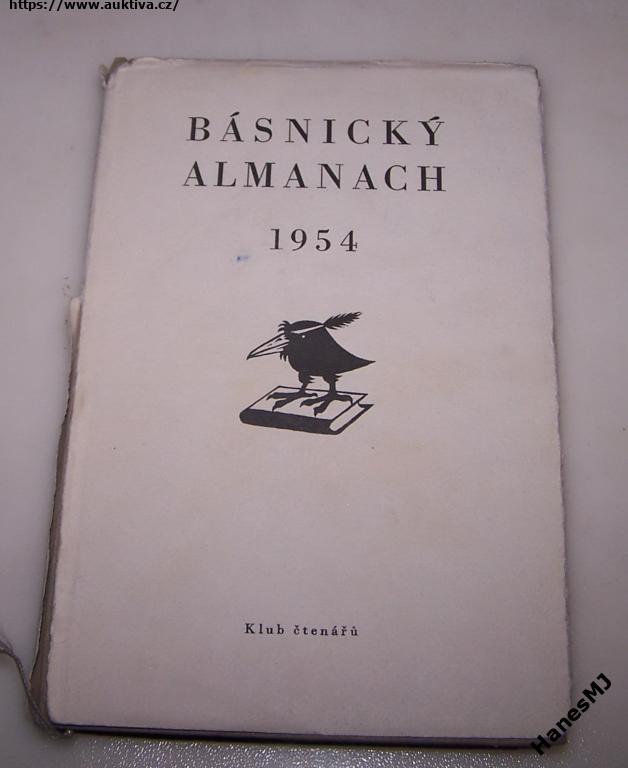 https://www.auktiva.cz/
BÁSNICKÝ
ALMANACH
1954
Klub čtenářů
HanesMJ